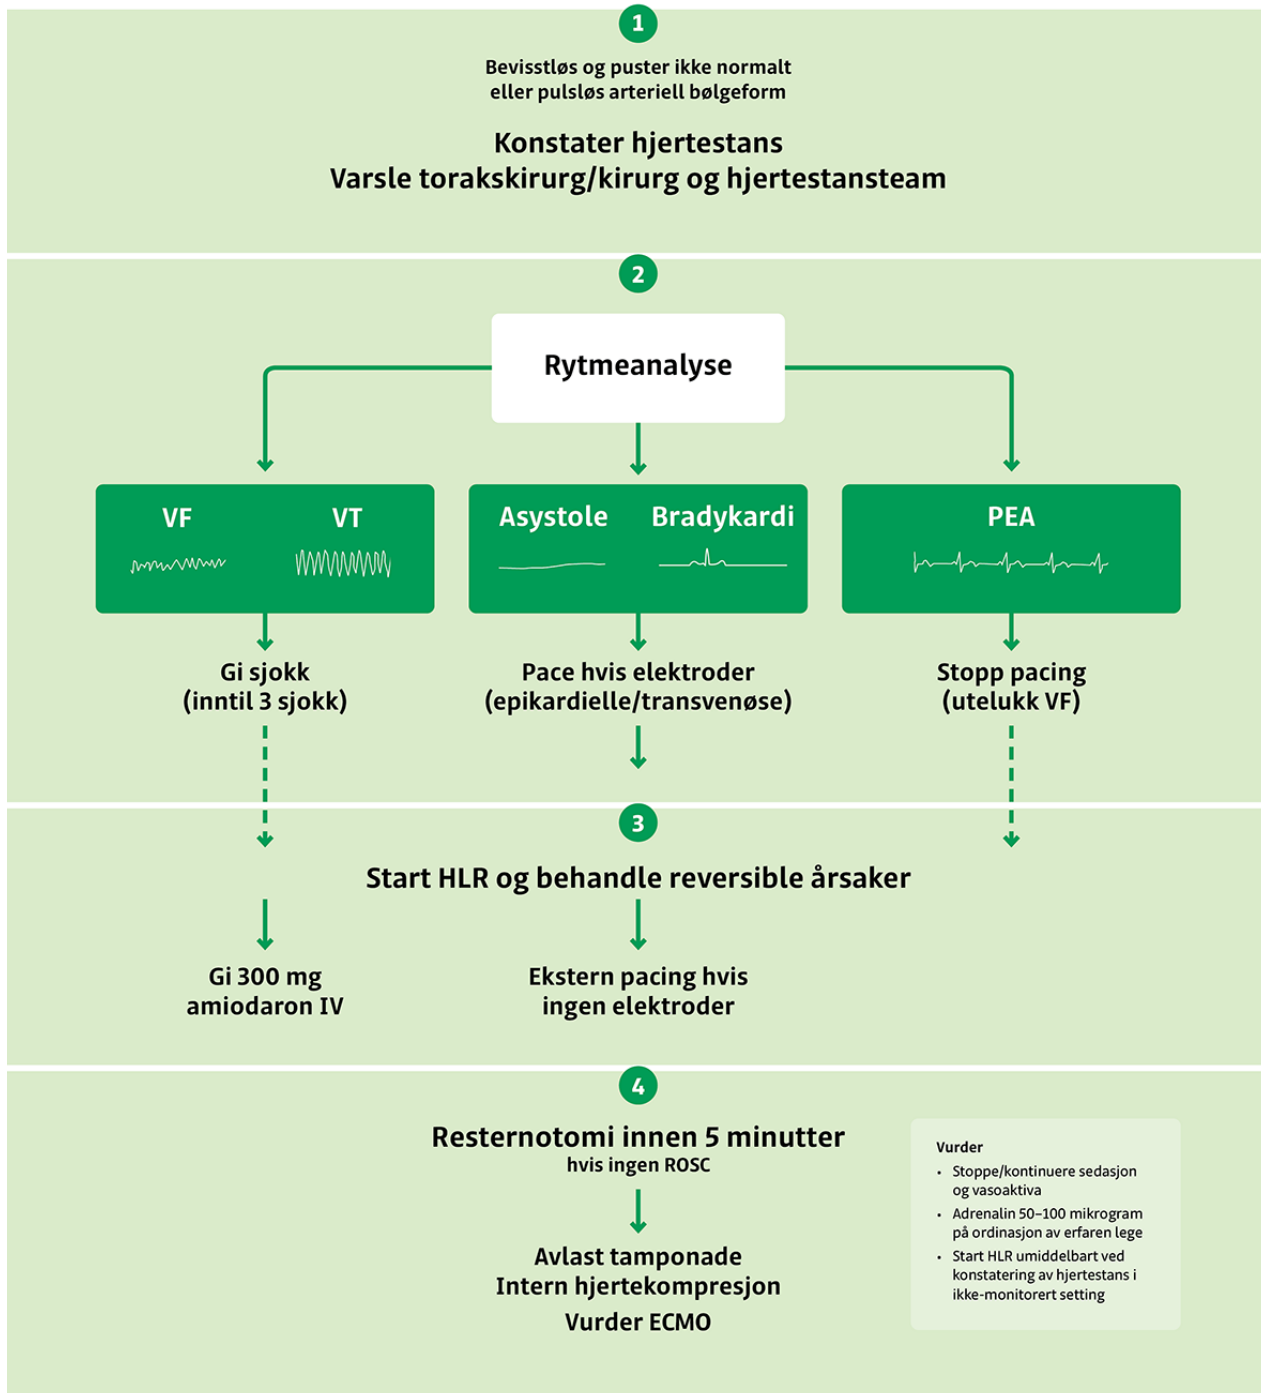 1
Bevisstløs og puster ikke normalt
eller pulsløs arteriell bølgeform
Konstater hjertestans
Varsle torakskirurg/kirurg og hjertestansteam
2
Rytmeanalyse
VF
VT
Asystole
Bradykardi
PEA
Gi sjokk
(inntil 3 sjokk)
Pace hvis elektroder
(epikardielle/transvenøse)
Stopp pacing
(utelukk VF)
3
Start HLR og behandle reversible årsaker
Gi 300 mg
amiodaron IV
Ekstern pacing hvis
ingen elektroder
4
Resternotomi innen 5 minutter
hvis ingen ROSC
Avlast tamponade
Intern hjertekompresjon
Vurder ECMO
Vurder
• Stoppe/kontinuere sedasjon
og vasoaktiva
• Adrenalin 50–100 mikrogram
på ordinasjon av erfaren lege
• Start HLR umiddelbart ved
konstatering av hjertestans i
ikke-monitorert setting